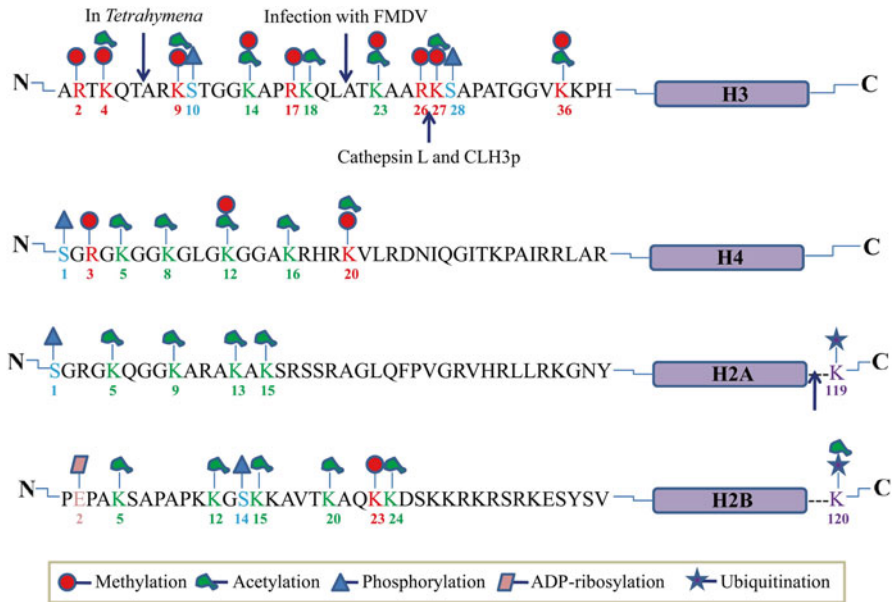 In Tetrahymena Infection with FMDV
N ARTKQTARKSTGGKAPRKQLATKAARKSAPATGGVKKPH H3 C
2 4 9 10 14 17 18 23 26 27 28 36
Cathepsin L and CLH3p
N SGRGKGGKGLGKGGAKRHRKVLRDNIQGITKPAIRRLAR H4 C
1 3 5 8 12 16 20
N SGRGKQGGKARAKAKSRSSRAGLQFPVGRVHRLLRKGNY H2A --K C
1 5 9 13 15 119
N PEPAKSAPAPKKGSKKAVTKAQKKDSKKRKRSRKESYSV H2B ---K C
2 5 12 14 15 20 23 24 120
Methylation Acetylation Phosphorylation ADP-ribosylation Ubiquitination